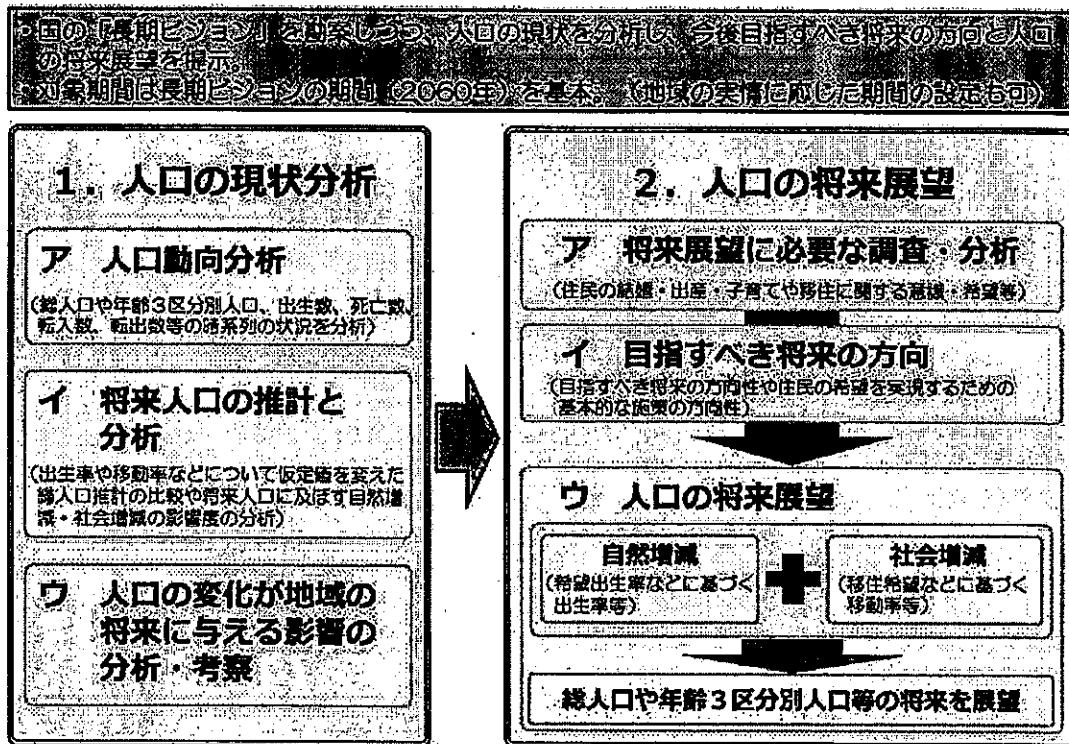 ・国の「長期ビジョン」を勘案しつつ、人口の現状を分析し、今後目指すべき将来の方向と人口
の将来展望を提示
・対象期間は長期ビジョンの期間（2060年）を基本。（地域の実情に応じた期間の設定も可）
１．人口の現状分析
ア　人口動向分析
（総人口や年齢３区分別人口、出生数、死亡数、
転入数、転出数等の時系列の状況を分析）
イ　将来人口の推計と
分析
（出生率や移動率などについて仮定値を変えた
総人口推計の比較や将来人口に及ぼす自然増
減・社会増減の影響度の分析）
ウ　人口の変化が地域の
将来に与える影響の
分析・考察
２．人口の将来展望
ア　将来展望に必要な調査・分析
（住民の結婚・出産・子育てや移住に関する意識・希望等）
イ　目指すべき将来の方向
（目指すべき将来の方向性や住民の希望を実現するための
基本的な施策の方向性）
ウ　人口の将来展望
自然増減
（希望出生率などに基づく
出生率等）
社会増減
（移住希望などに基づく
移動率等）
総人口や年齢３区分別人口等の将来を展望